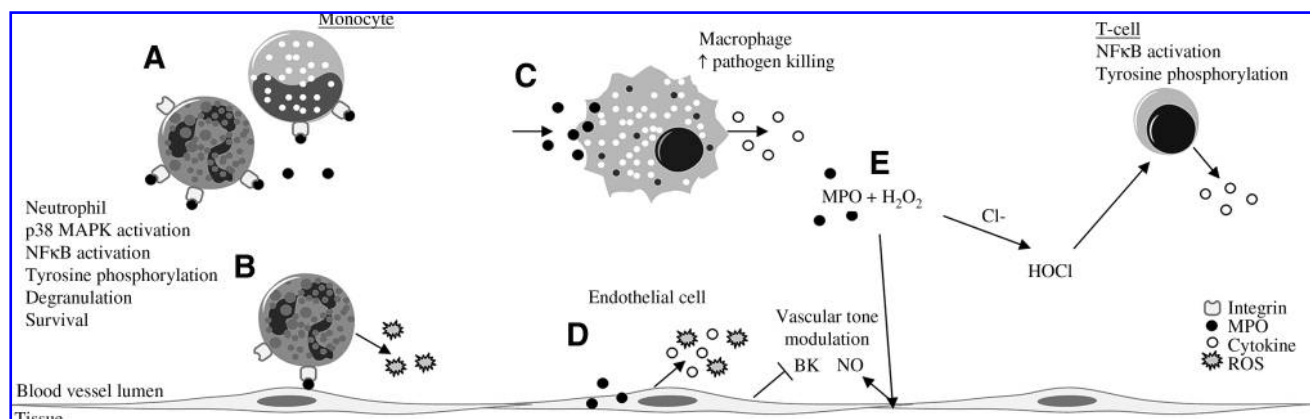 Monocyte
A
Neutrophil
p38 MAPK activation
NFκB activation
Tyrosine phosphorylation
Degranulation
Survival
B
C
Macrophage
↑ pathogen killing
D
Endothelial cell
Vascular tone
modulation
BK NO
E
MPO + H₂O₂
Cl-
HOCl
T-cell
NFκB activation
Tyrosine phosphorylation
Integrin
MPO
Cytokine
ROS
Blood vessel lumen
Tissue